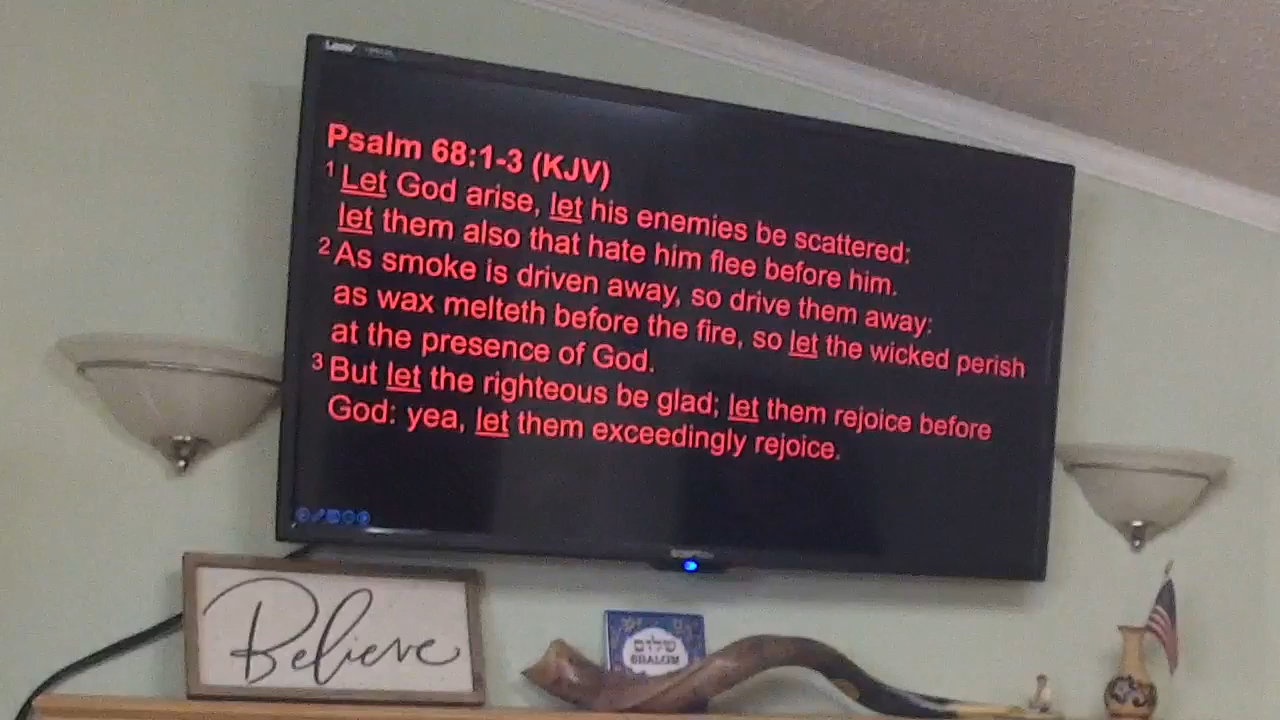 Psalm 68:1-3 (KJV)
1 Let God arise, let his enemies be scattered:
let them also that hate him flee before him.
2 As smoke is driven away, so drive them away:
as wax melteth before the fire, so let the wicked perish
at the presence of God.
3 But let the righteous be glad; let them rejoice before
God: yea, let them exceedingly rejoice.
Believe
שלום
SHALOM